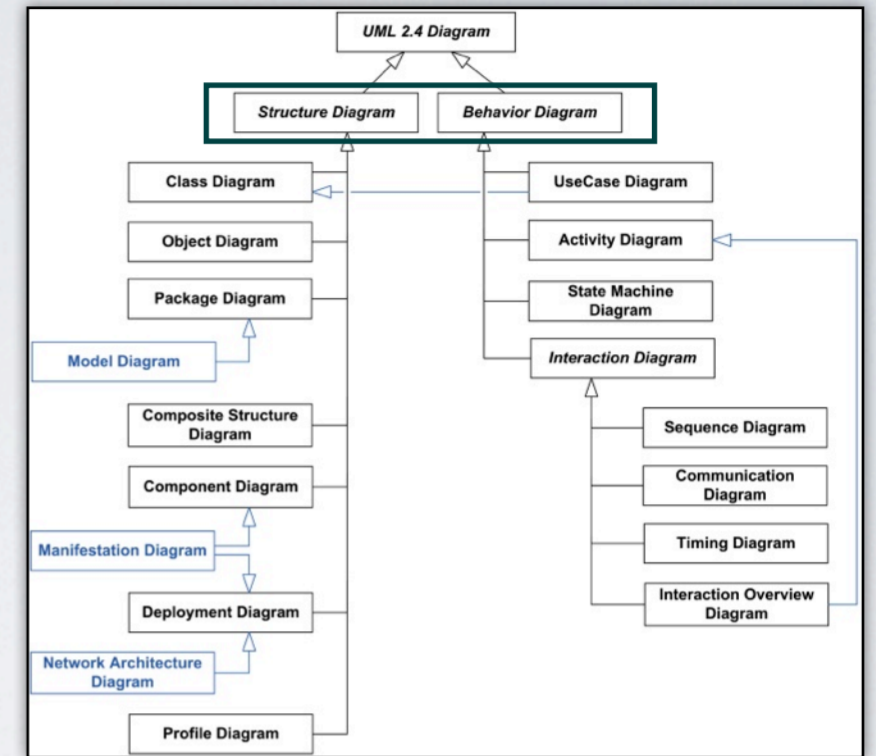 UML 2.4 Diagram
Structure Diagram
Behavior Diagram
Class Diagram
UseCase Diagram
Object Diagram
Activity Diagram
Package Diagram
State Machine
Diagram
Model Diagram
Interaction Diagram
Composite Structure
Diagram
Sequence Diagram
Component Diagram
Communication
Diagram
Manifestation Diagram
Timing Diagram
Deployment Diagram
Interaction Overview
Diagram
Network Architecture
Diagram
Profile Diagram